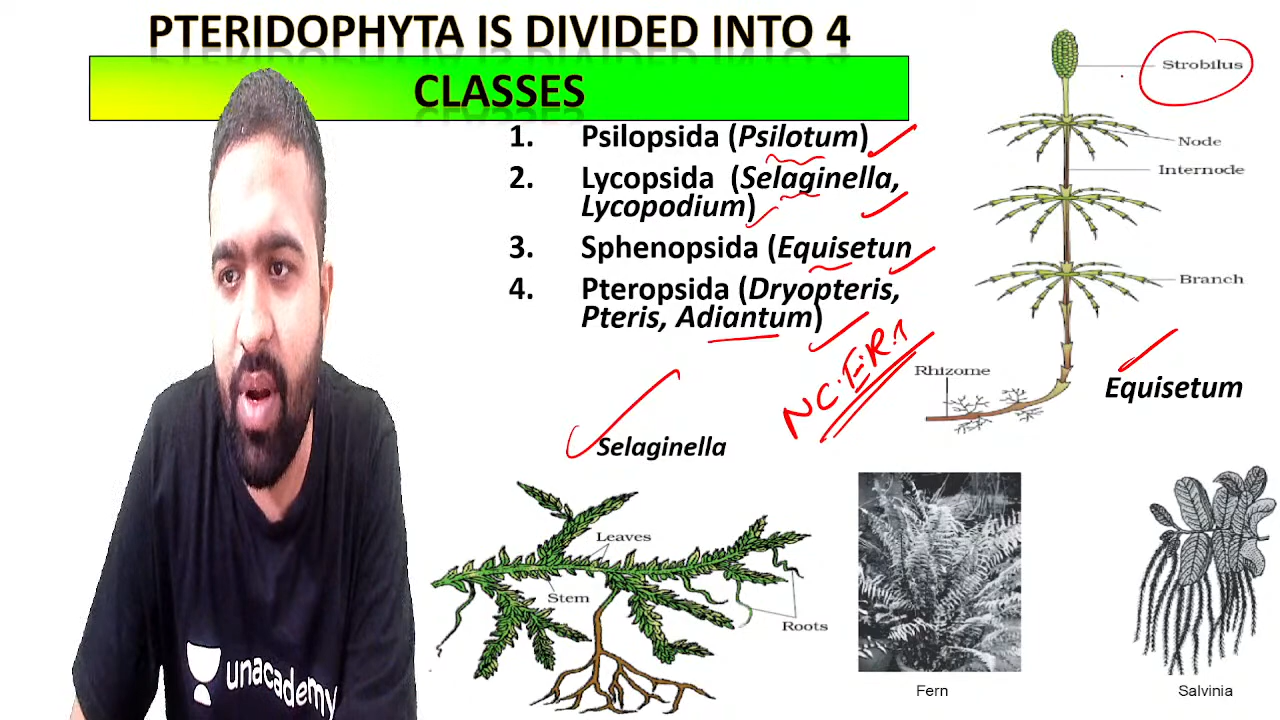 PTERIDOPHYTA IS DIVIDED INTO 4
CLASSES
1. Psilopsida (Psilotum)
2. Lycopsida (Selaginella,
Lycopodium)
3. Sphenopsida (Equisetun
4. Pteropsida (Dryopteris,
Pteris, Adiantum)
N.C.E.R.T
Strobilus
Node
Internode
Branch
Rhizome
Equisetum
Selaginella
Leaves
Stem
Roots
Fern
Salvinia
unacademy